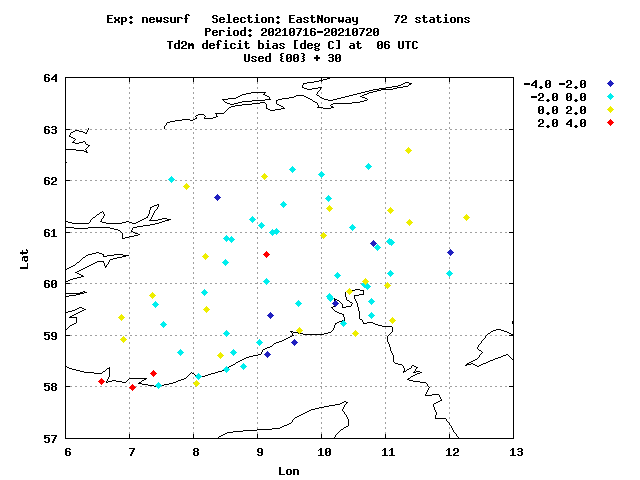 Exp: newsurf Selection: EastNorway 72 stations
Period: 20210716-20210720
Td2m deficit bias [deg C] at 06 UTC
Used {00} + 30
-4.0 -2.0
-2.0 0.0
0.0 2.0
2.0 4.0
64
63
62
61
60
59
58
57
Lat
6 7 8 9 10 11 12 13
Lon